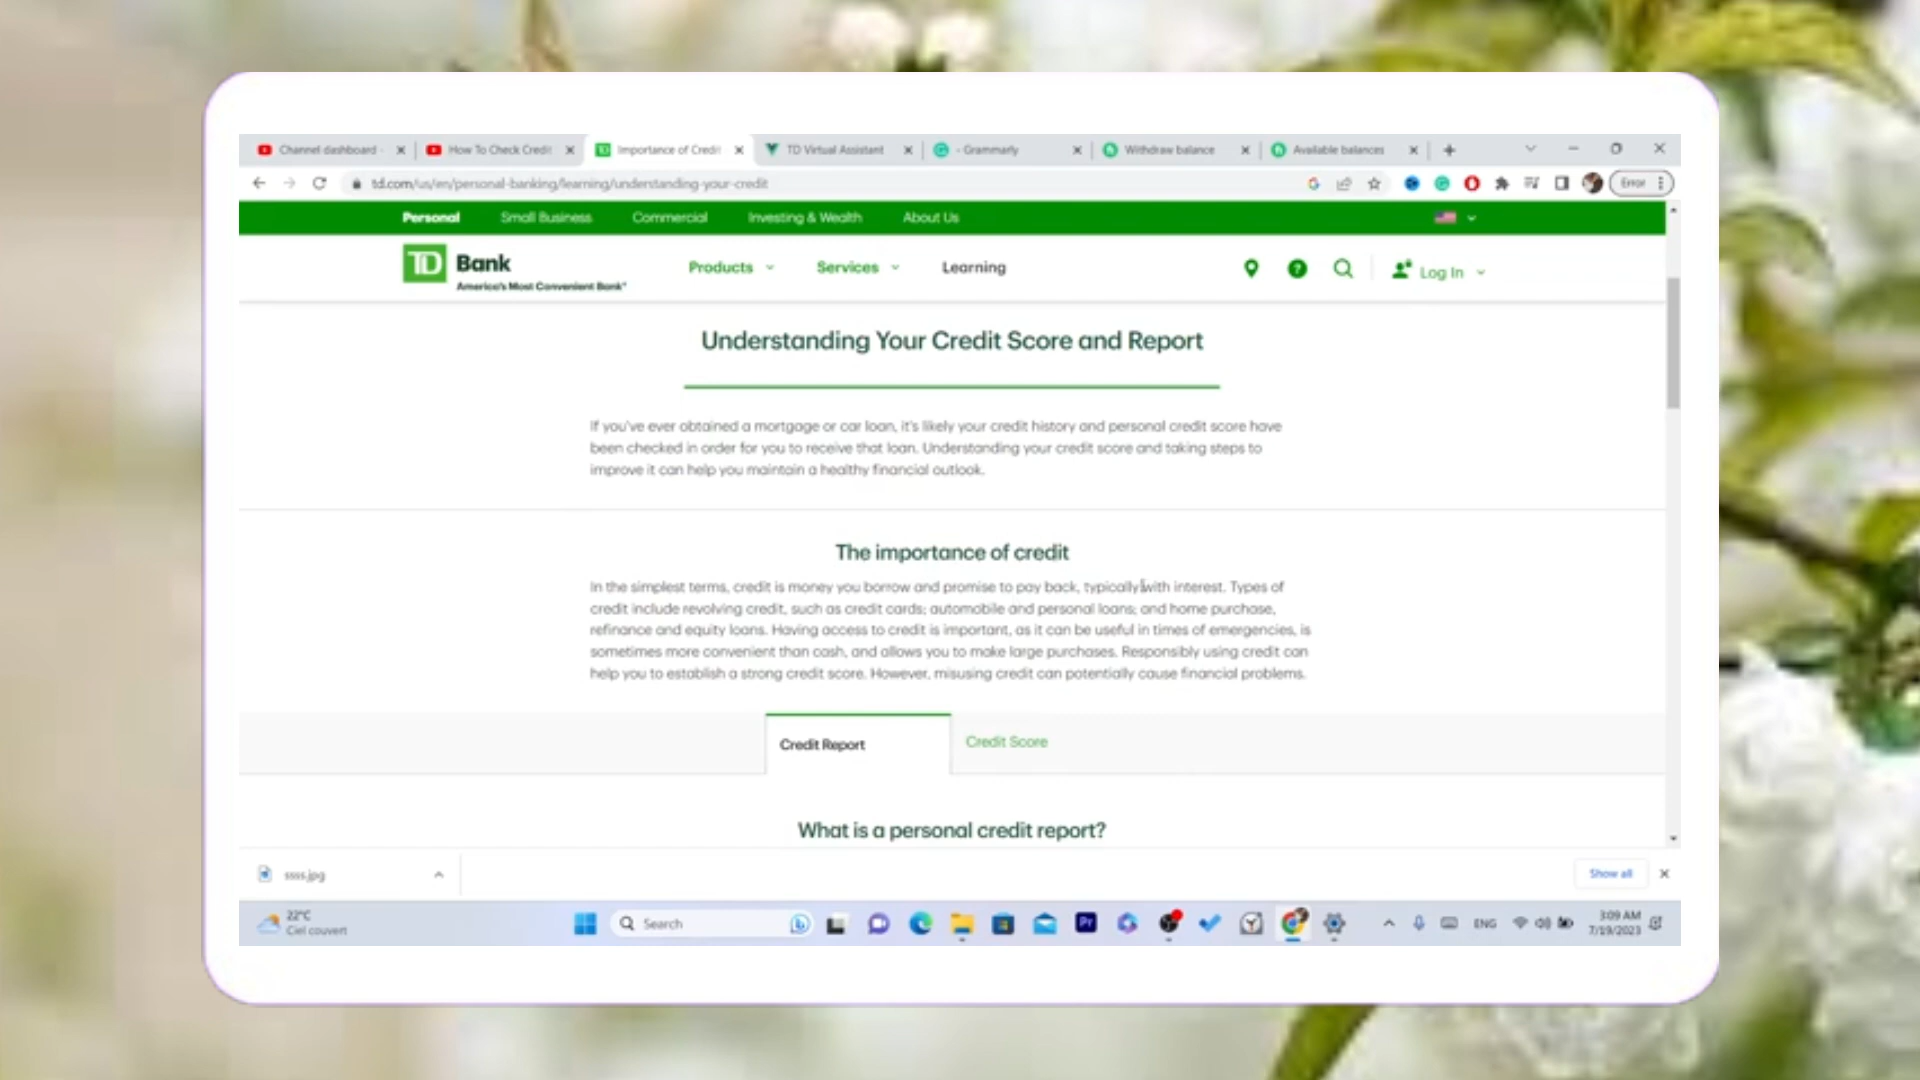 Channel dashboard
How To Check Credi
Importance of Credi
TD Virtual Assistant
- Grammarly
Withdraw balance
Available balances
td.com/us/en/personal-banking/learning/understanding-your-credit
Error
Personal
Small Business
Commercial
Investing & Wealth
About Us
TD Bank
America's Most Convenient Bank®
Products
Services
Learning
Log In
Understanding Your Credit Score and Report
If you've ever obtained a mortgage or car loan, it's likely your credit history and personal credit score have
been checked in order for you to receive that loan. Understanding your credit score and taking steps to
improve it can help you maintain a healthy financial outlook.
The importance of credit
In the simplest terms, credit is money you borrow and promise to pay back, typically with interest. Types of
credit include revolving credit, such as credit cards; automobile and personal loans; and home purchase,
refinance and equity loans. Having access to credit is important, as it can be useful in times of emergencies, is
sometimes more convenient than cash, and allows you to make large purchases. Responsibly using credit can
help you to establish a strong credit score. However, misusing credit can potentially cause financial problems.
Credit Report
Credit Score
What is a personal credit report?
ssss.jpg
Show all
22°C
Ciel couvert
Search
Pr
ENG
3:09 AM
7/19/2023